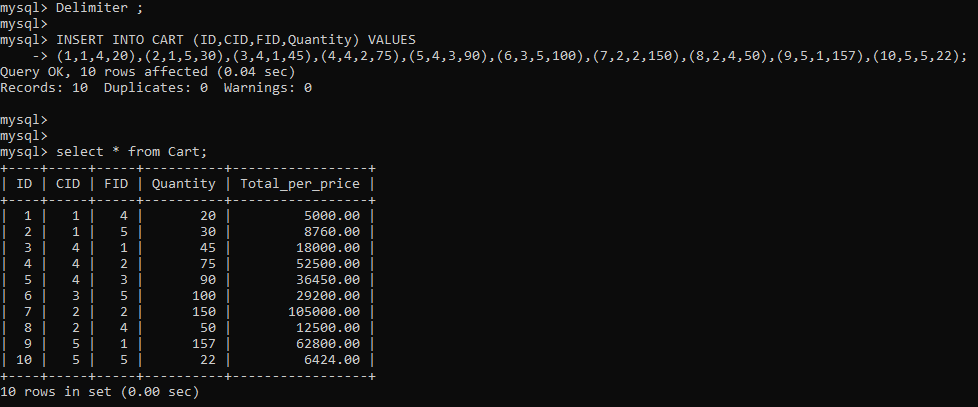 mysql> Delimiter ;
mysql>
mysql> INSERT INTO CART (ID,CID,FID,Quantity) VALUES
    -> (1,1,4,20),(2,1,5,30),(3,4,1,45),(4,4,2,75),(5,4,3,90),(6,3,5,100),(7,2,2,150),(8,2,4,50),(9,5,1,157),(10,5,5,22);
Query OK, 10 rows affected (0.04 sec)
Records: 10  Duplicates: 0  Warnings: 0

mysql>
mysql>
mysql> select * from Cart;
+----+-----+-----+----------+-----------------+
| ID | CID | FID | Quantity | Total_per_price |
+----+-----+-----+----------+-----------------+
|  1 |   1 |   4 |       20 |         5000.00 |
|  2 |   1 |   5 |       30 |         8760.00 |
|  3 |   4 |   1 |       45 |        18000.00 |
|  4 |   4 |   2 |       75 |        52500.00 |
|  5 |   4 |   3 |       90 |        36450.00 |
|  6 |   3 |   5 |      100 |        29200.00 |
|  7 |   2 |   2 |      150 |       105000.00 |
|  8 |   2 |   4 |       50 |        12500.00 |
|  9 |   5 |   1 |      157 |        62800.00 |
| 10 |   5 |   5 |       22 |         6424.00 |
+----+-----+-----+----------+-----------------+
10 rows in set (0.00 sec)